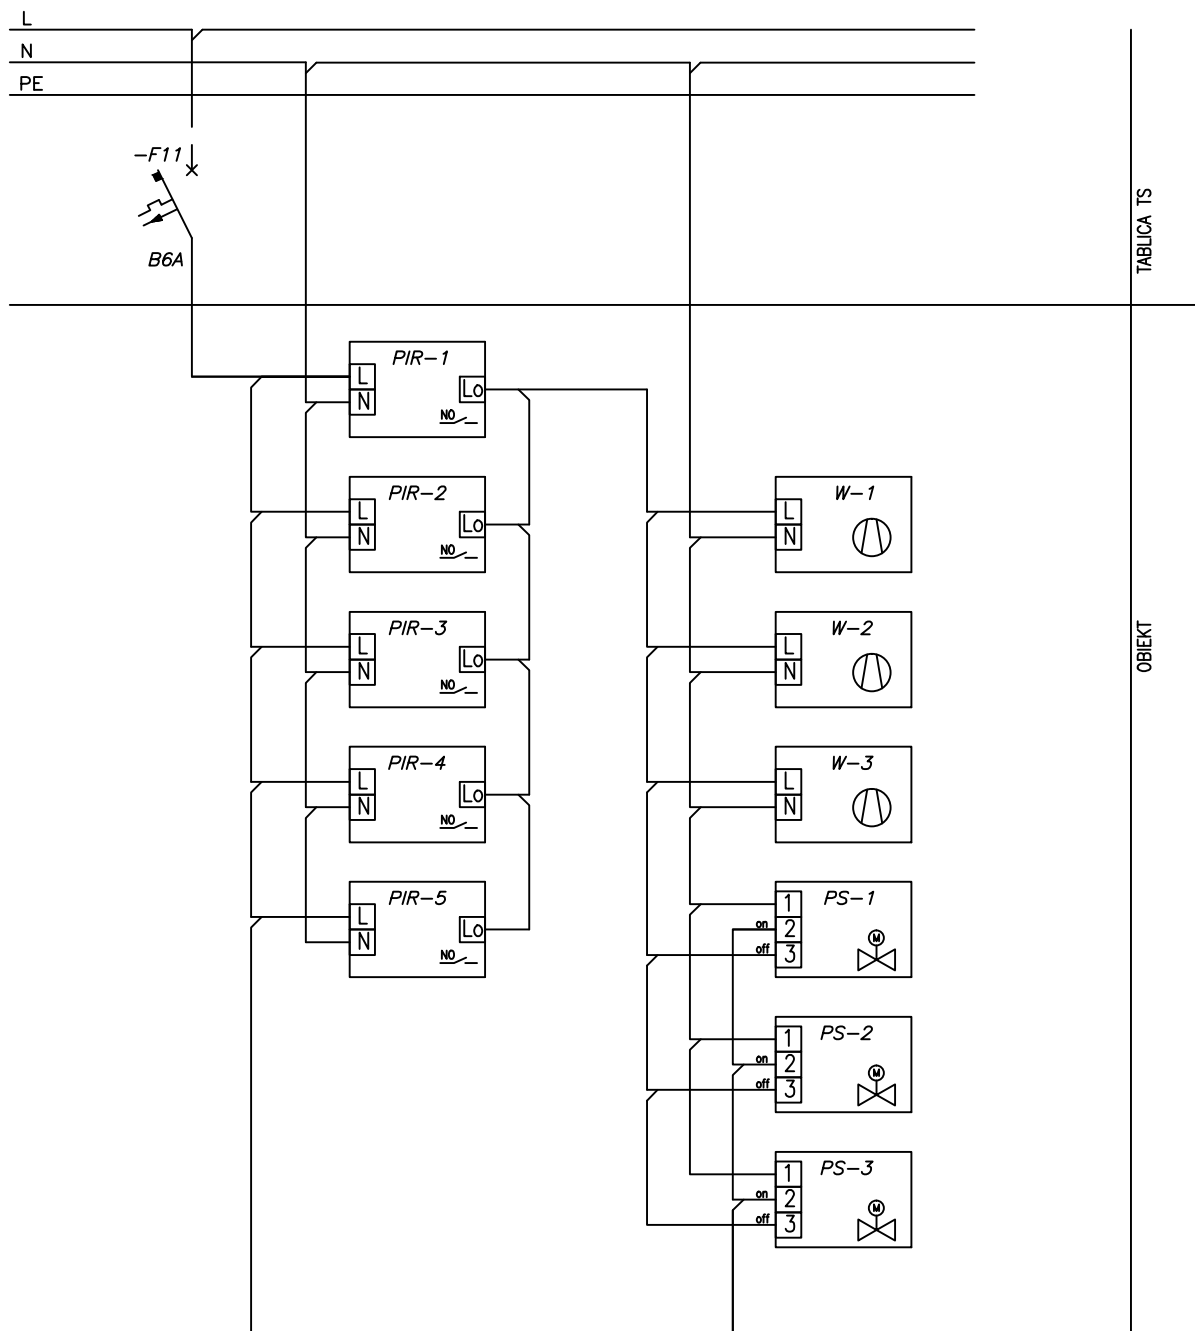 L
N
PE
-F11
B6A
TABLICA TS
PIR-1
L
N
Lo
NO
PIR-2
L
N
Lo
NO
PIR-3
L
N
Lo
NO
PIR-4
L
N
Lo
NO
PIR-5
L
N
Lo
NO
W-1
L
N
W-2
L
N
W-3
L
N
PS-1
1
on 2
off 3
M
PS-2
1
on 2
off 3
M
PS-3
1
on 2
off 3
M
OBIEKT